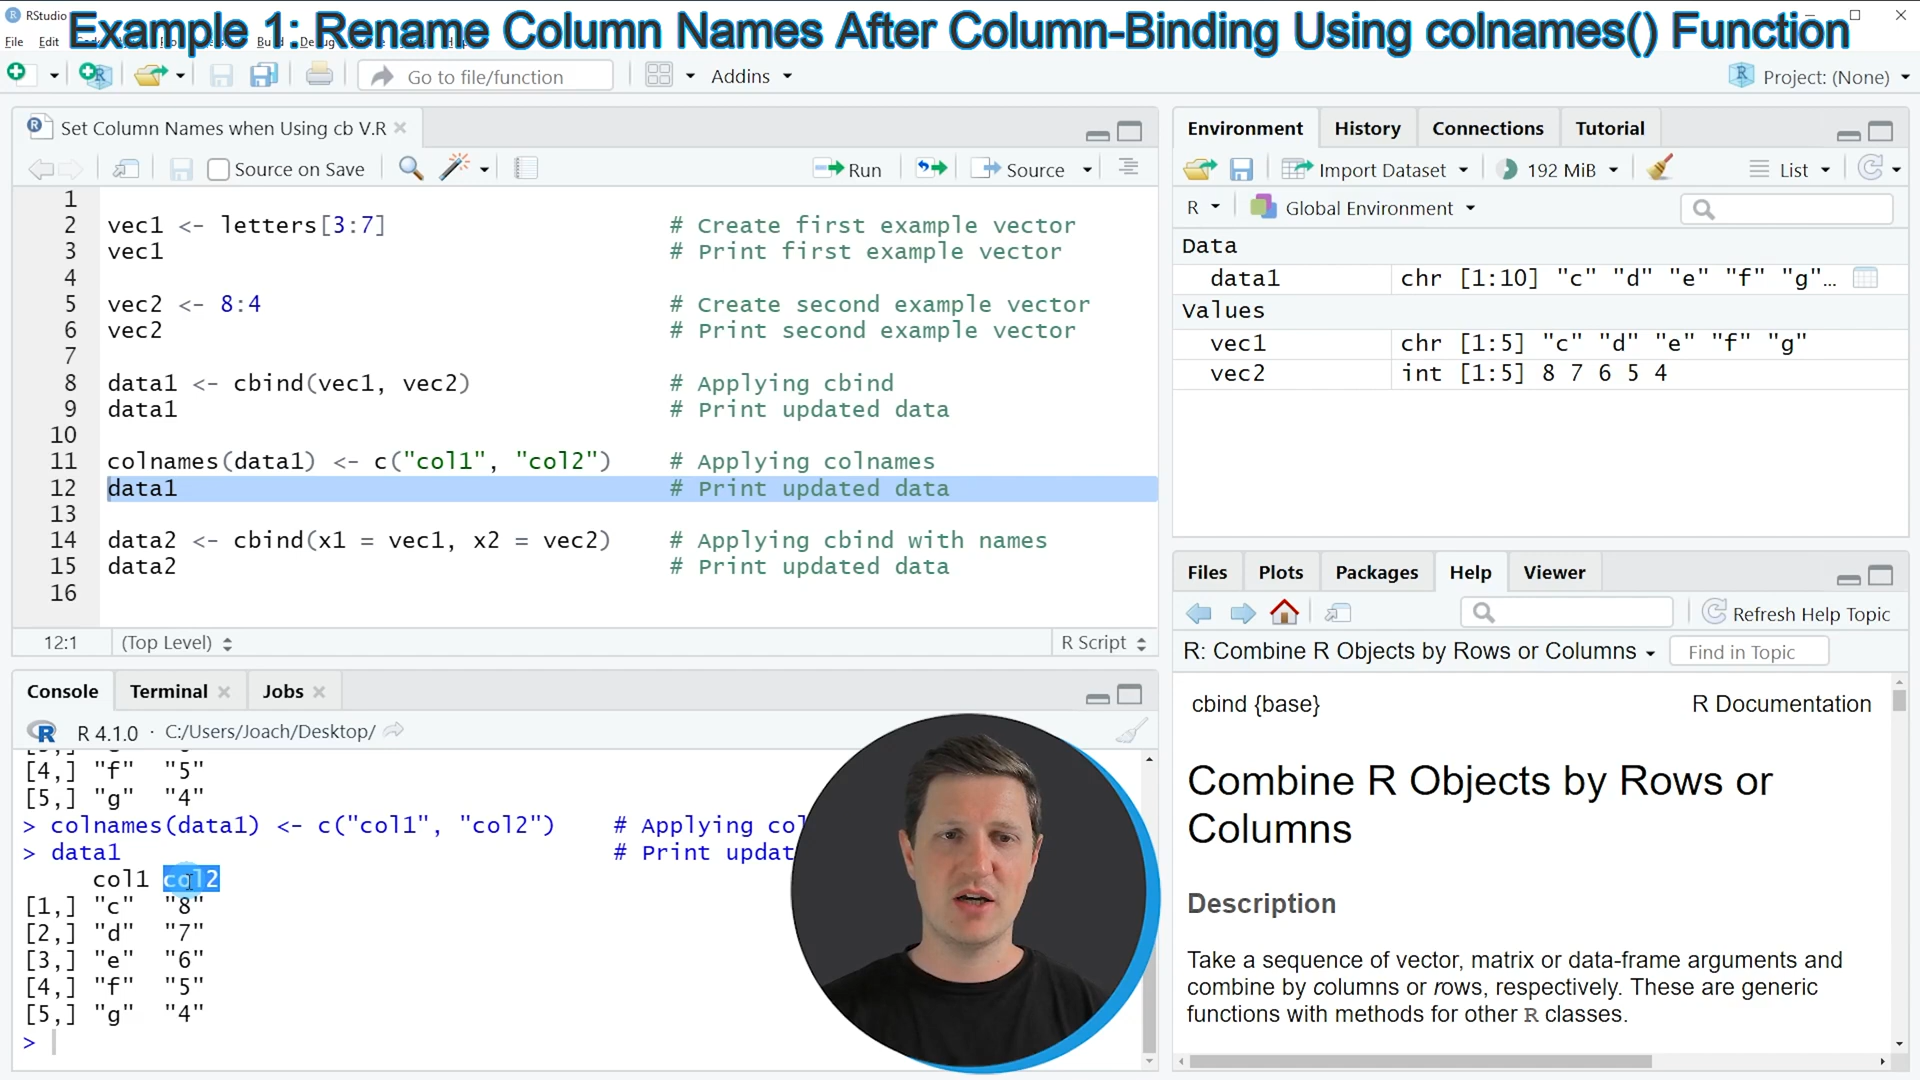 RStudio
Example 1: Rename Column Names After Column-Binding Using colnames() Function
File Edit Build Debug
Go to file/function
Addins
Project: (None)
Set Column Names when Using cb V.R
Source on Save
Run
Source
1
2 vec1 <- letters[3:7] # Create first example vector
3 vec1 # Print first example vector
4
5 vec2 <- 8:4 # Create second example vector
6 vec2 # Print second example vector
7
8 data1 <- cbind(vec1, vec2) # Applying cbind
9 data1 # Print updated data
10
11 colnames(data1) <- c("col1", "col2") # Applying colnames
12 data1 # Print updated data
13
14 data2 <- cbind(x1 = vec1, x2 = vec2) # Applying cbind with names
15 data2 # Print updated data
16
12:1 (Top Level) R Script
Console Terminal Jobs
R 4.1.0 · C:/Users/Joach/Desktop/
[4,] "f" "5"
[5,] "g" "4"
> colnames(data1) <- c("col1", "col2") # Applying col
> data1 # Print updat
col1 col2
[1,] "c" "8"
[2,] "d" "7"
[3,] "e" "6"
[4,] "f" "5"
[5,] "g" "4"
>
Environment History Connections Tutorial
Import Dataset 192 MiB List
R Global Environment
Data
data1 chr [1:10] "c" "d" "e" "f" "g"…
Values
vec1 chr [1:5] "c" "d" "e" "f" "g"
vec2 int [1:5] 8 7 6 5 4
Files Plots Packages Help Viewer
Refresh Help Topic
R: Combine R Objects by Rows or Columns Find in Topic
cbind {base} R Documentation
Combine R Objects by Rows or
Columns
Description
Take a sequence of vector, matrix or data-frame arguments and
combine by columns or rows, respectively. These are generic
functions with methods for other R classes.